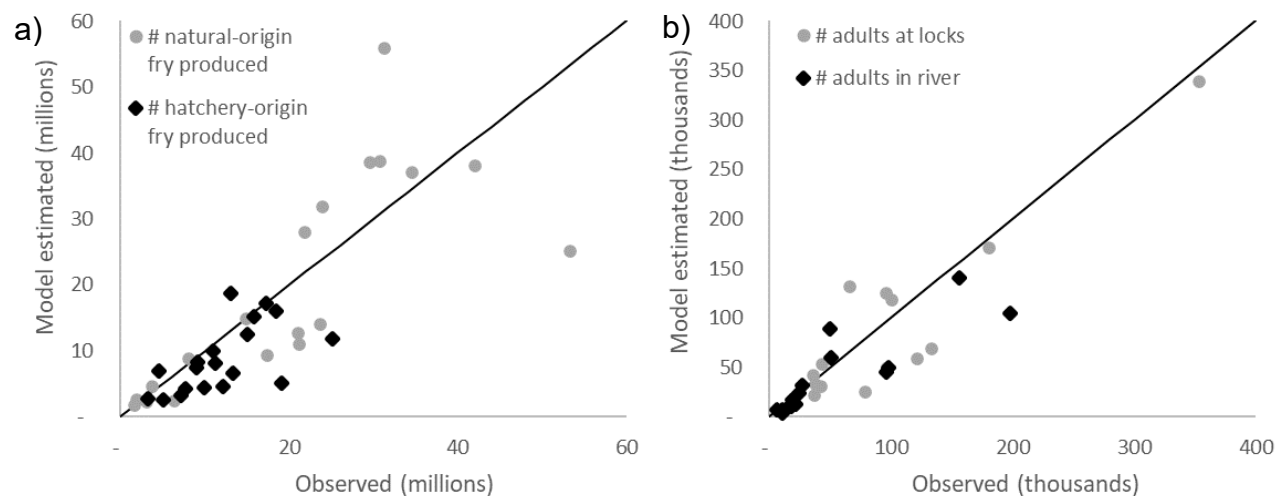 a)
# natural-origin
fry produced
# hatchery-origin
fry produced
Model estimated (millions)
60
50
40
30
20
10
-
- 20 40 60
Observed (millions)
b)
# adults at locks
# adults in river
Model estimated (thousands)
400
350
300
250
200
150
100
50
-
- 100 200 300 400
Observed (thousands)